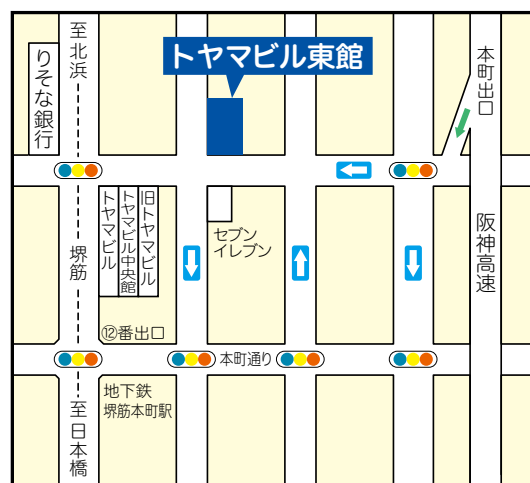 トヤマビル東館
至北浜
りそな銀行
本町出口
トヤマビル
トヤマビル中央館
旧トヤマビル
セブン
イレブン
堺筋
阪神高速
⑫番出口
本町通り
地下鉄
堺筋本町駅
至日本橋